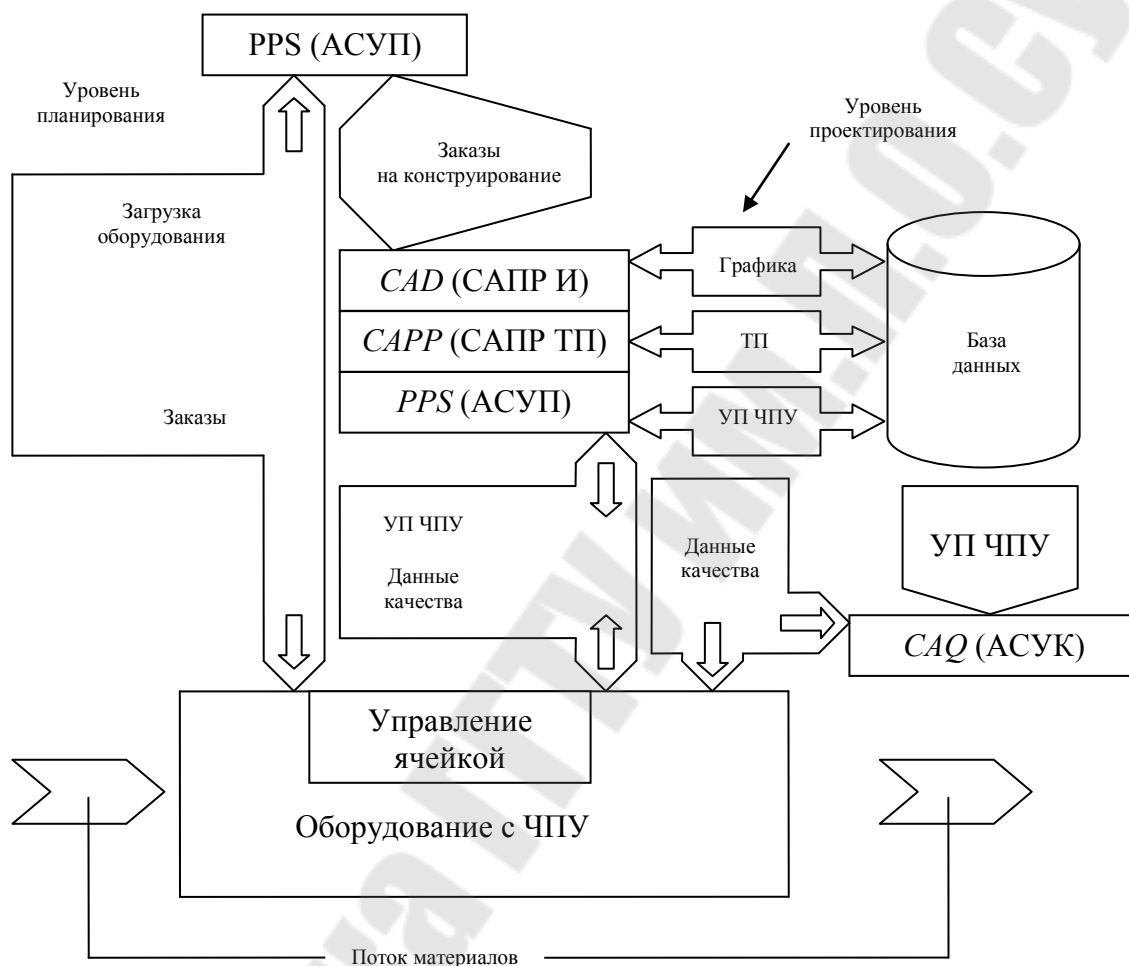 PPS (АСУП)
Уровень
планирования
Уровень
проектирования
Заказы
на конструирование
Загрузка
оборудования
CAD (САПР И)
Графика
CAPP (САПР ТП)
ТП
База
данных
PPS (АСУП)
УП ЧПУ
Заказы
УП ЧПУ
Данные
качества
Данные
качества
УП ЧПУ
CAQ (АСУК)
Управление
ячейкой
Оборудование с ЧПУ
Поток материалов